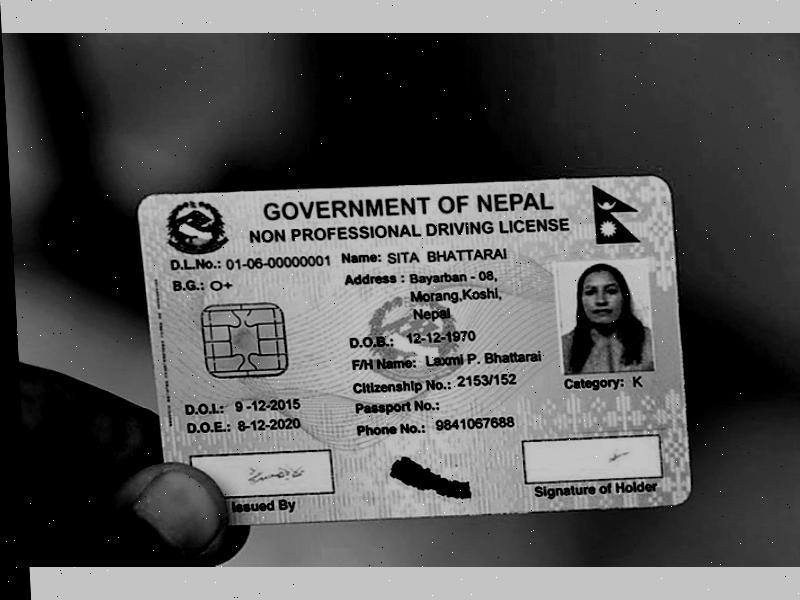 GOVERNMENT OF NEPAL
NON PROFESSIONAL DRIVING LICENSE
D.L.No.: 01-06-00000001
B.G.: O+
Name: SITA BHATTARAI
Address : Bayarban - 08,
Morang,Koshi,
Nepal
D.O.B.: 12-12-1970
F/H Name: Laxmi P. Bhattarai
Citizenship No.: 2153/152
Passport No.:
Phone No.: 9841067688
Category: K
D.O.I.: 9-12-2015
D.O.E.: 8-12-2020
Issued By
Signature of Holder